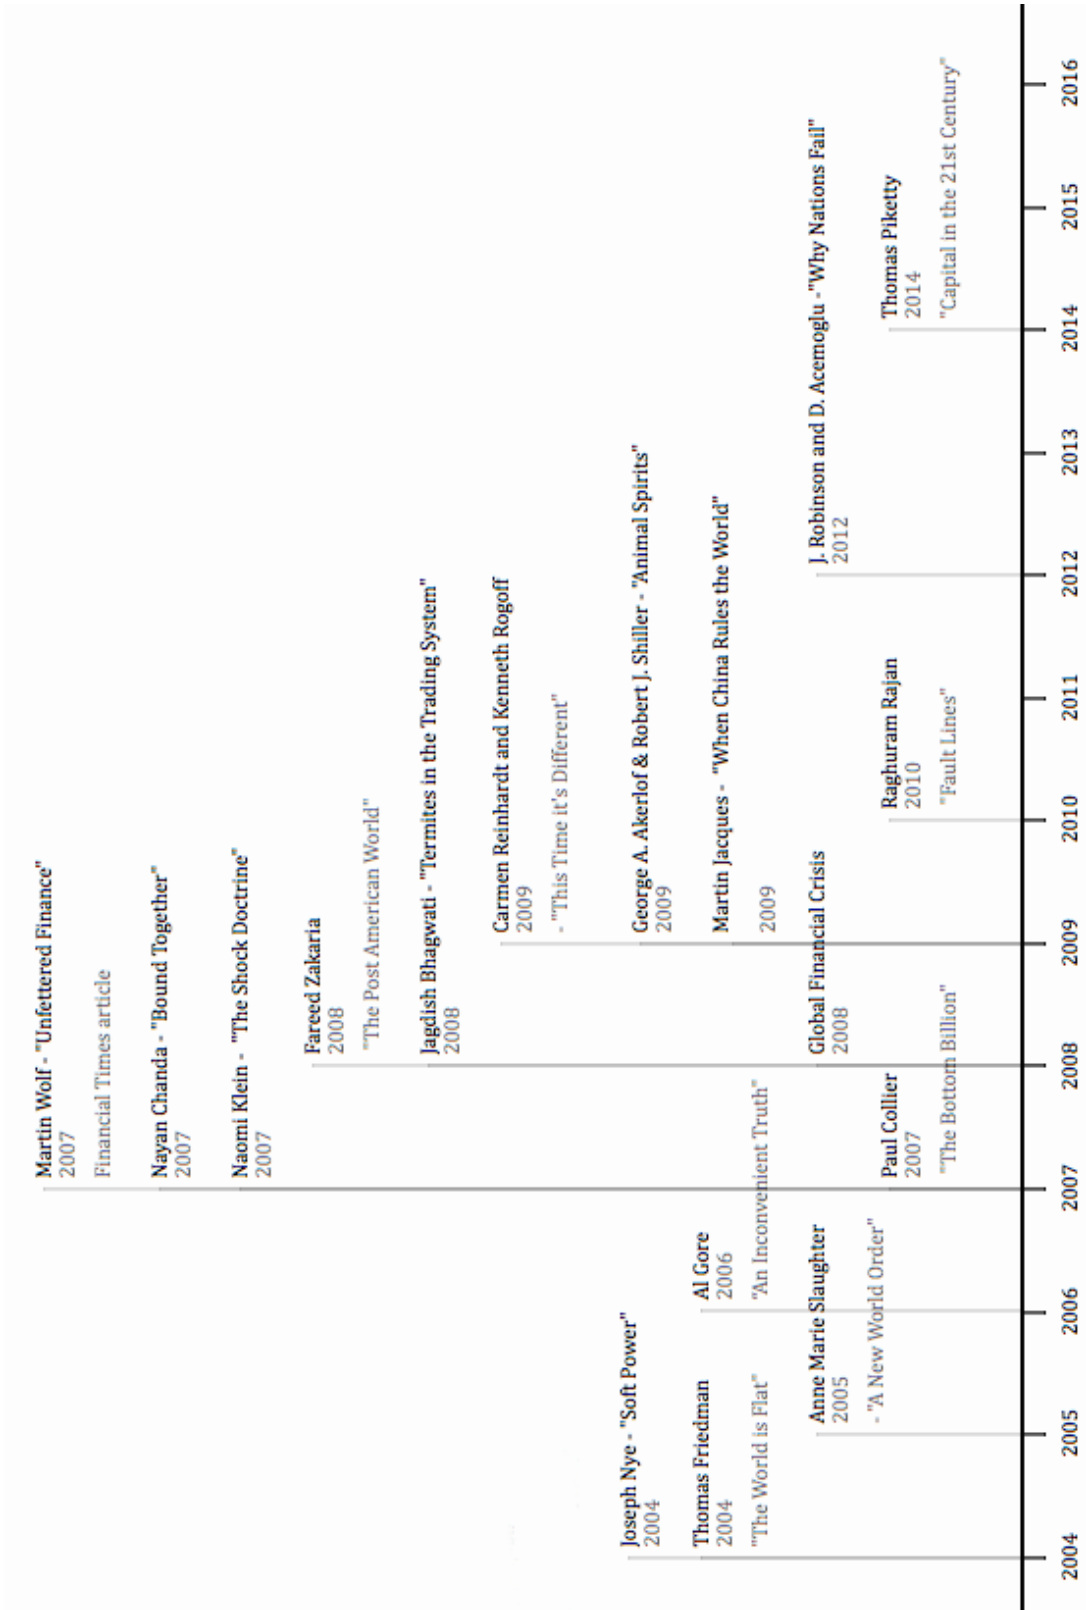 Martin Wolf - "Unfettered Finance"
2007
Financial Times article
Nayan Chanda - "Bound Together"
2007
Naomi Klein - "The Shock Doctrine"
2007
Fareed Zakaria
2008
"The Post American World"
Jagdish Bhagwati - "Termites in the Trading System"
2008
Carmen Reinhardt and Kenneth Rogoff
2009
- "This Time it's Different"
Joseph Nye - "Soft Power"
2004
George A. Akerlof & Robert J. Shiller - "Animal Spirits"
2009
Thomas Friedman
2004
"The World is Flat"
Al Gore
2006
"An Inconvenient Truth"
Martin Jacques - "When China Rules the World"
2009
Anne Marie Slaughter
2005
- "A New World Order"
Global Financial Crisis
2008
J. Robinson and D. Acemoglu -"Why Nations Fail"
2012
Paul Collier
2007
"The Bottom Billion"
Raghuram Rajan
2010
"Fault Lines"
Thomas Piketty
2014
"Capital in the 21st Century"
2004 2005 2006 2007 2008 2009 2010 2011 2012 2013 2014 2015 2016